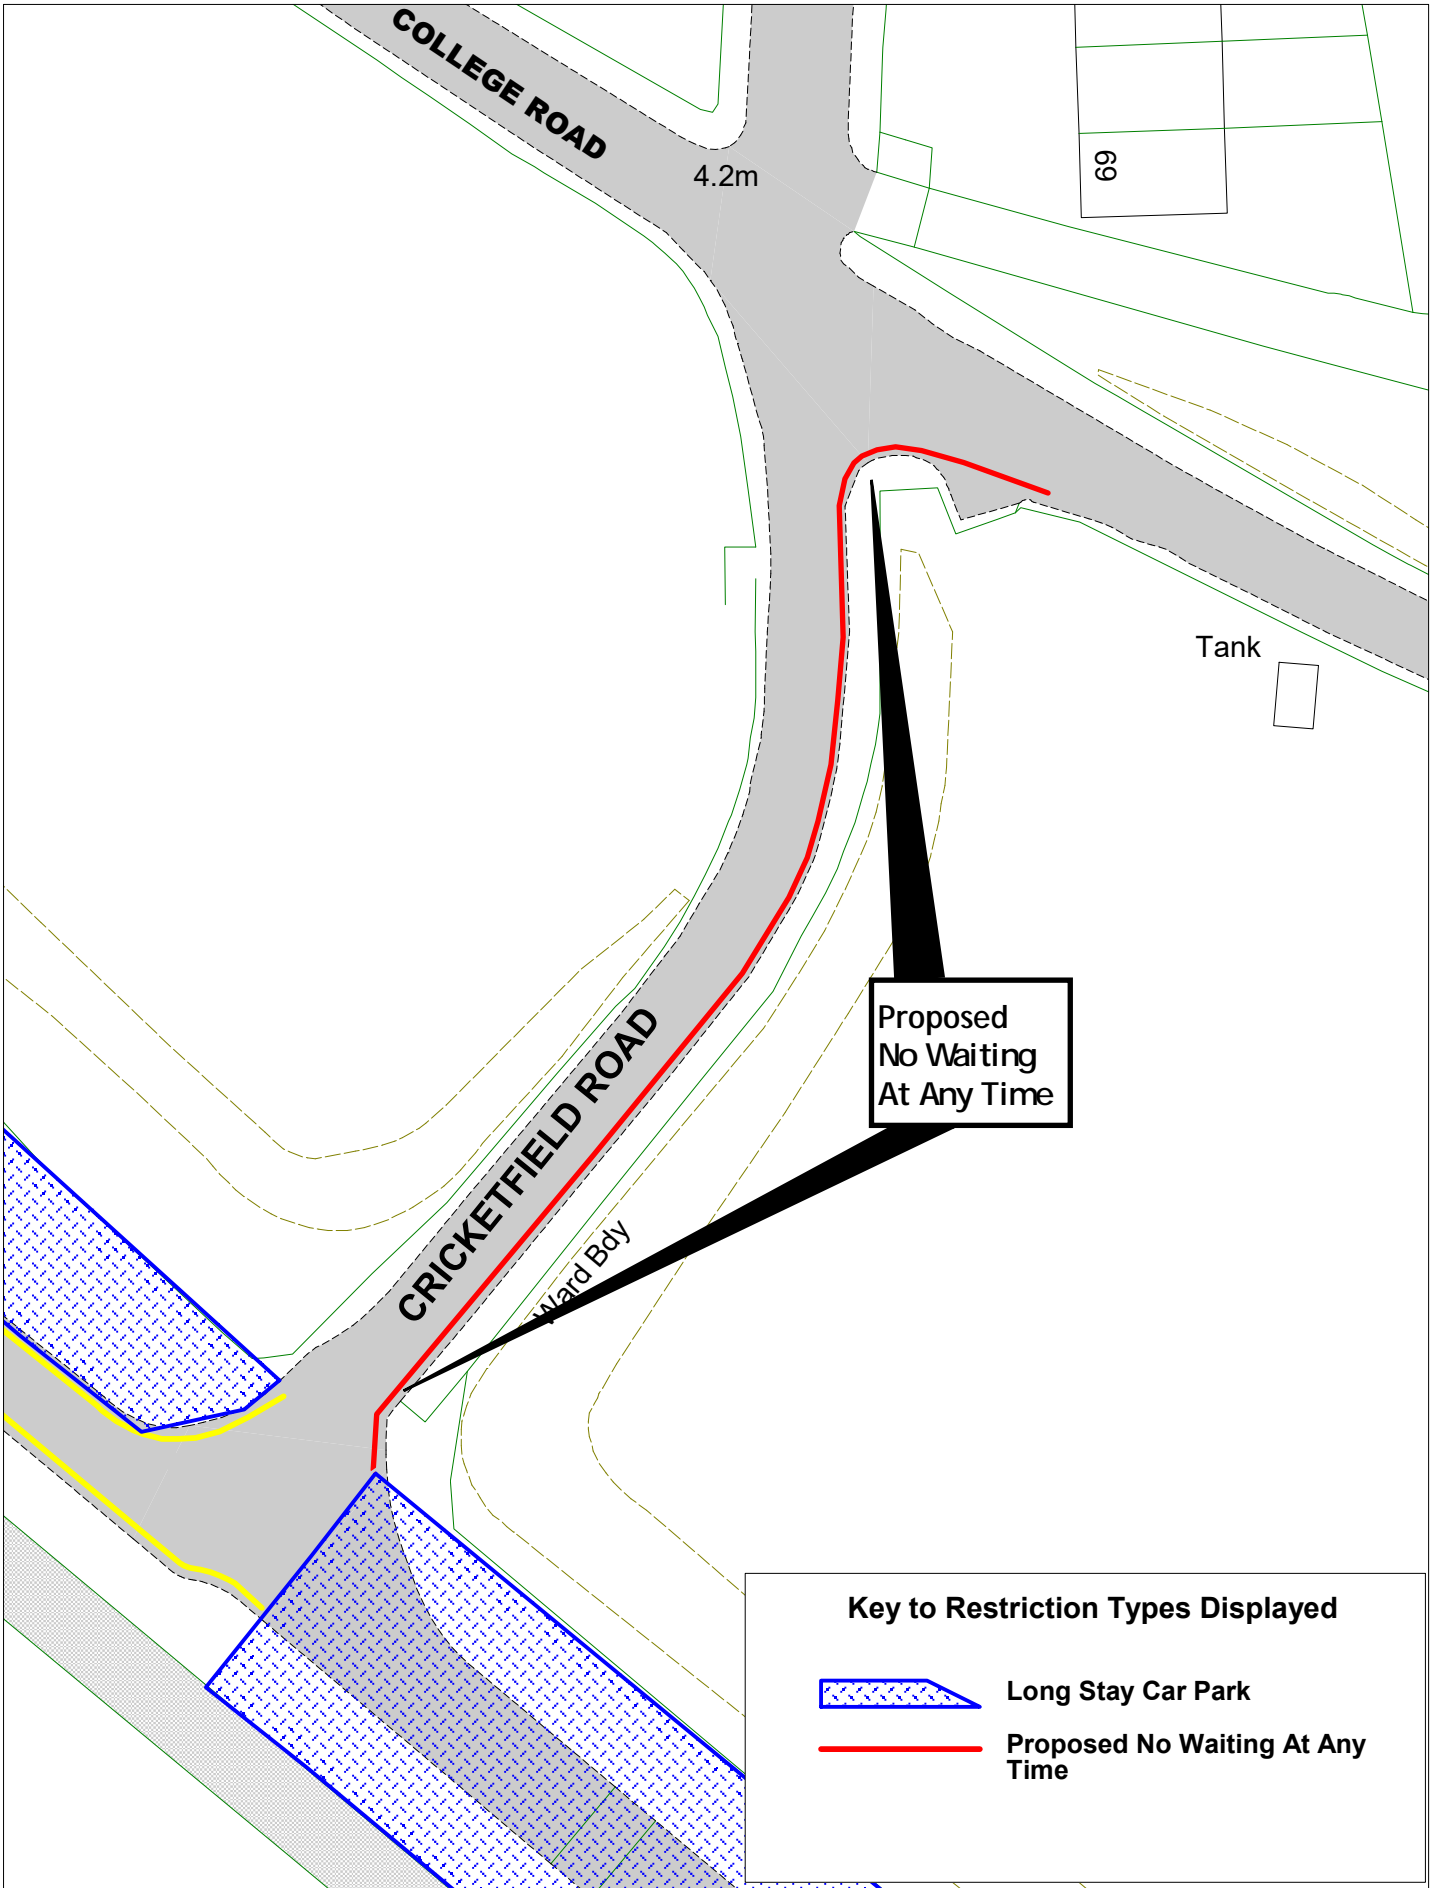 COLLEGE ROAD
4.2m
69
Tank
Proposed
No Waiting
At Any Time
CRICKETFIELD ROAD
Ward Bdy
Key to Restriction Types Displayed
Long Stay Car Park
Proposed No Waiting At Any
Time